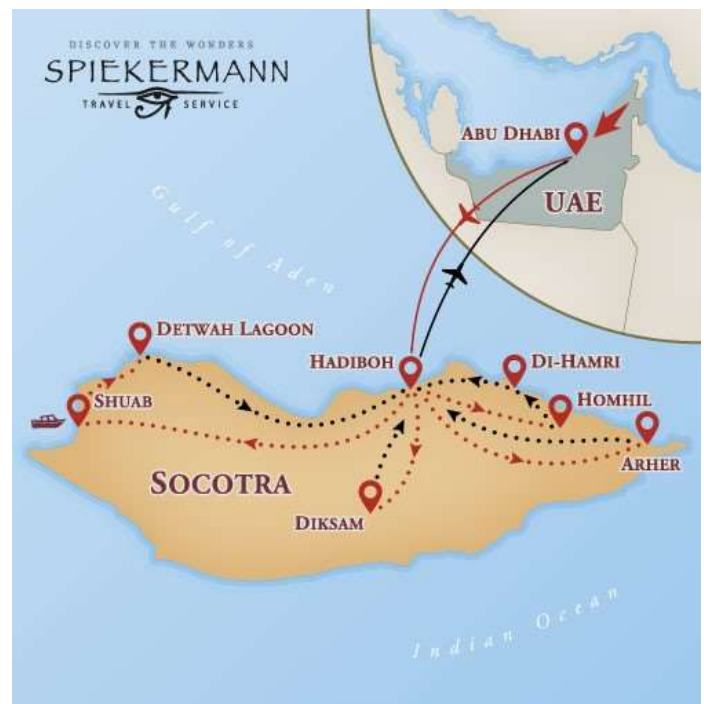 DISCOVER THE WONDERS
SPIEKERMANN
TRAVEL SERVICE
ABU DHABI
UAE
Gulf of Aden
DETWAH LAGOON
HADIBOH
DI-HAMRI
SHUAB
HOMHIL
ARHER
SOCOTRA
DIKSAM
Indian Ocean